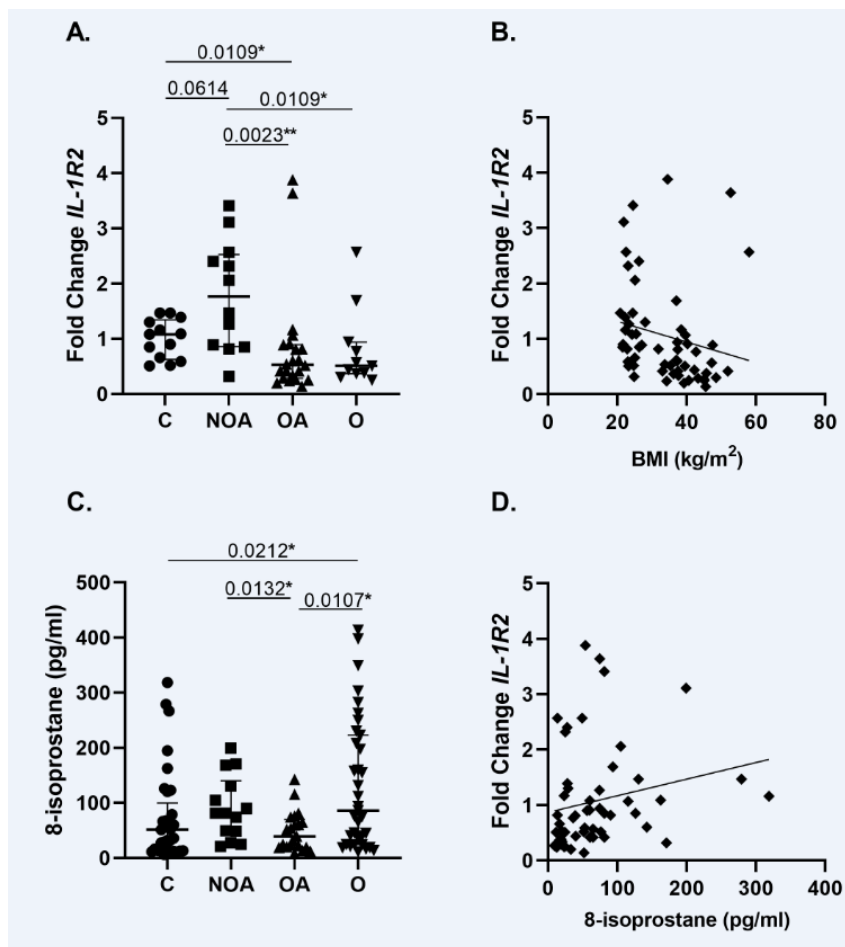 A.
0.0109*
0.0614
0.0109*
0.0023**
Fold Change IL-1R2
5
4
3
2
1
0
C NOA OA O
B.
Fold Change IL-1R2
5
4
3
2
1
0
0 20 40 60 80
BMI (kg/m²)
C.
0.0212*
0.0132*
0.0107*
8-isoprostane (pg/ml)
500
400
300
200
100
0
C NOA OA O
D.
Fold Change IL-1R2
5
4
3
2
1
0
0 100 200 300 400
8-isoprostane (pg/ml)